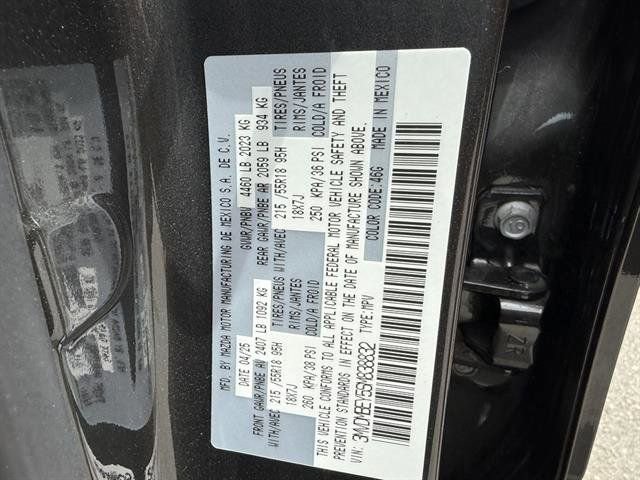 MFD. BY MAZDA MOTOR MANUFACTURING DE MEXICO S.A. DE C.V.
DATE 04/25 GVWR/PNBV 4460 LB 2023 KG
FRONT GAWR/PNBE AV 2407 LB 1092 KG REAR GAWR/PNBE AR 2059 LB 934 KG
WITH/AVEC 215/55R18 95H TIRES/PNEUS WITH/AVEC 215/55R18 95H TIRES/PNEUS
18X7J RIMS/JANTES 18X7J RIMS/JANTES
260 KPA/38 PSI COLD/A FROID 250 KPA/36 PSI COLD/A FROID
THIS VEHICLE CONFORMS TO ALL APPLICABLE FEDERAL MOTOR VEHICLE SAFETY AND THEFT
PREVENTION STANDARDS IN EFFECT ON THE DATE OF MANUFACTURE SHOWN ABOVE.
VIN: TYPE:MPV COLOR CODE:46G
MADE IN MEXICO
ZR